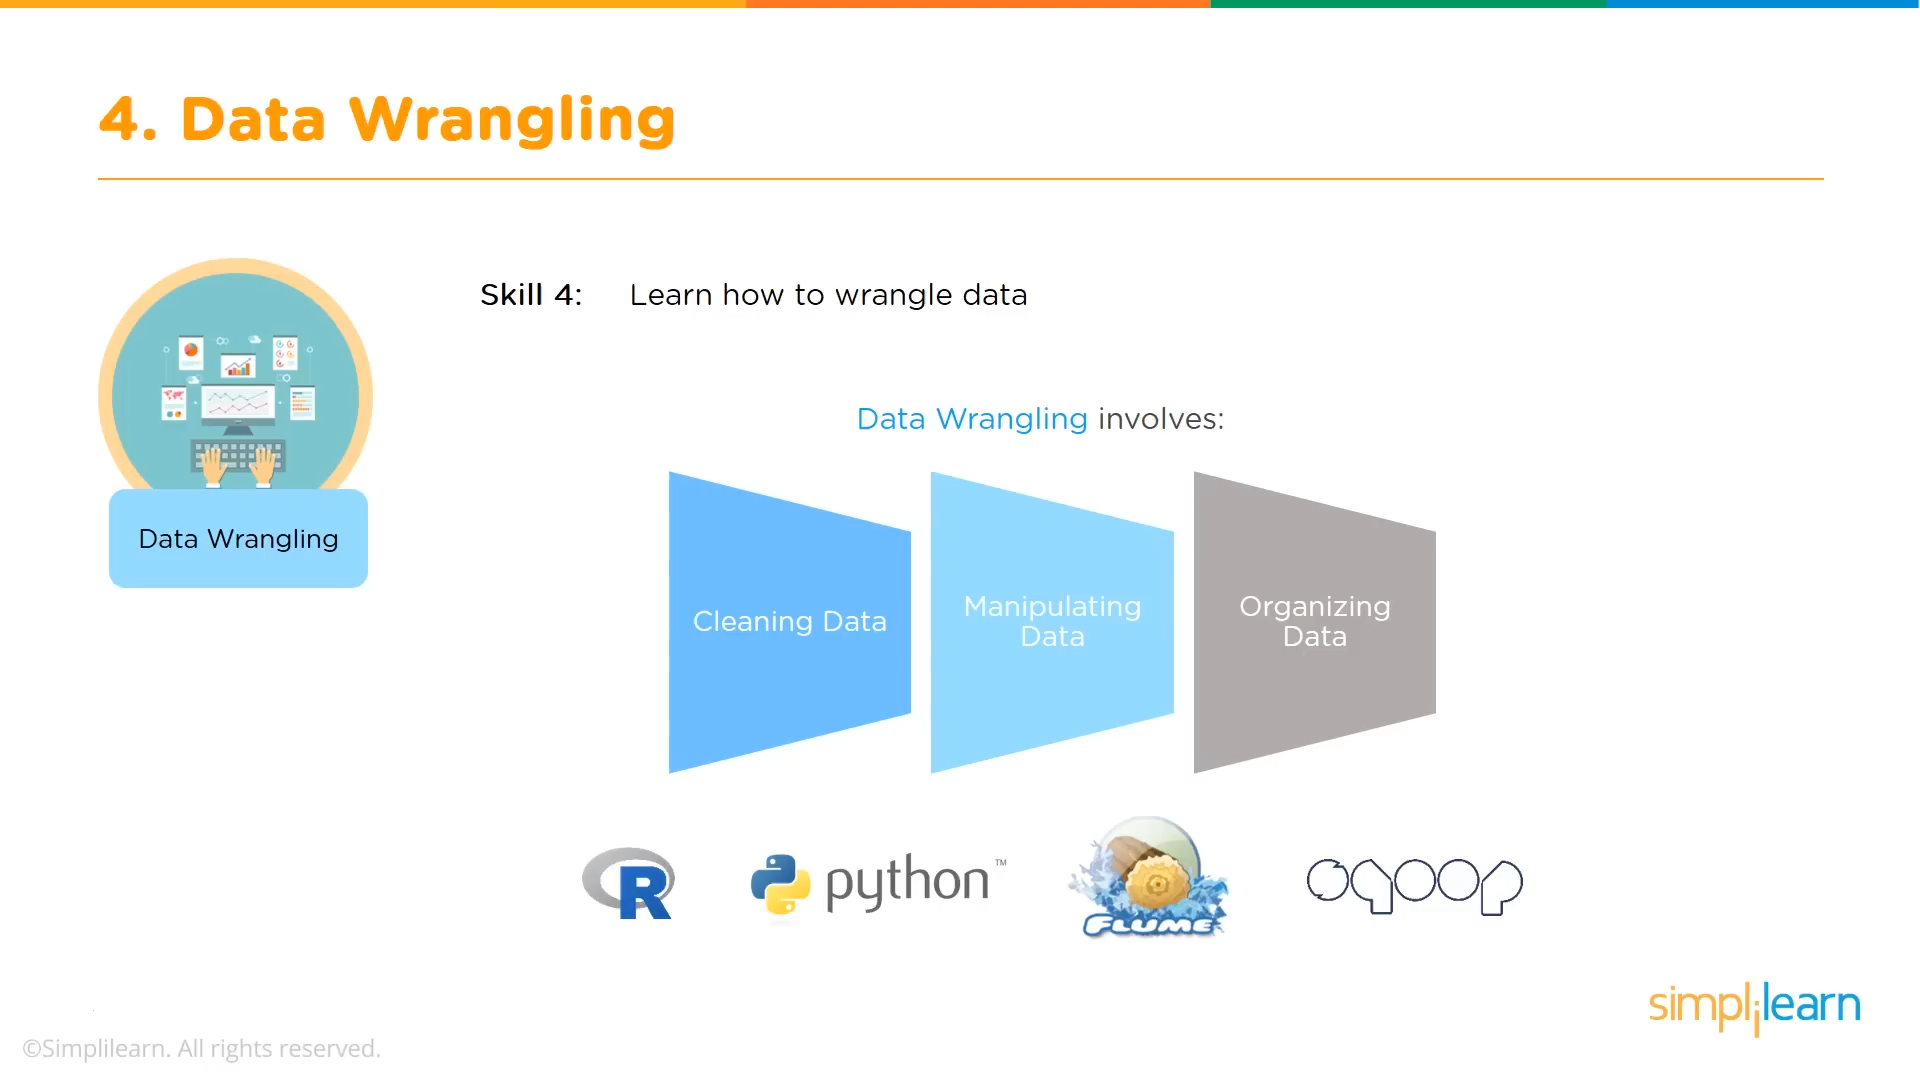 4. Data Wrangling
Skill 4: Learn how to wrangle data
Data Wrangling
Data Wrangling involves:
Cleaning Data
Manipulating
Data
Organizing
Data
R
python™
FLUME
sqoop
simplilearn
©Simplilearn. All rights reserved.